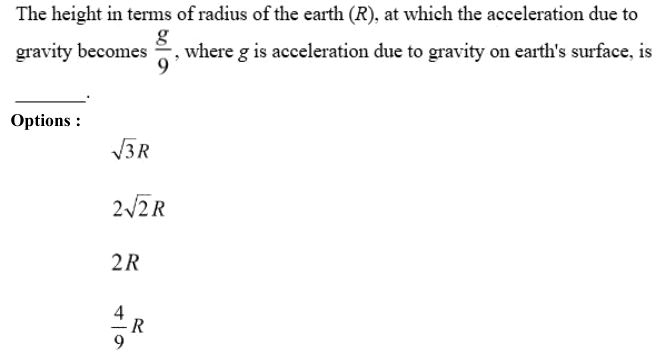 The height in terms of radius of the earth (R), at which the acceleration due to
gravity becomes g/9, where g is acceleration due to gravity on earth's surface, is
_______.
Options :
√3R
2√2R
2R
4/9 R